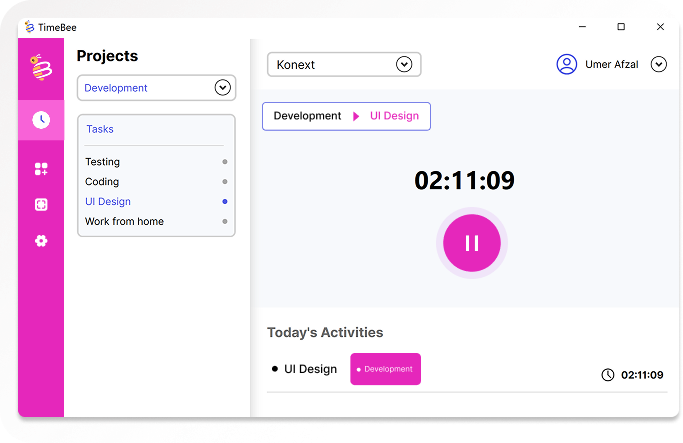 TimeBee
Projects
Development
Tasks
Testing
Coding
UI Design
Work from home
Konext
Umer Afzal
Development UI Design
02:11:09
Today's Activities
UI Design Development 02:11:09